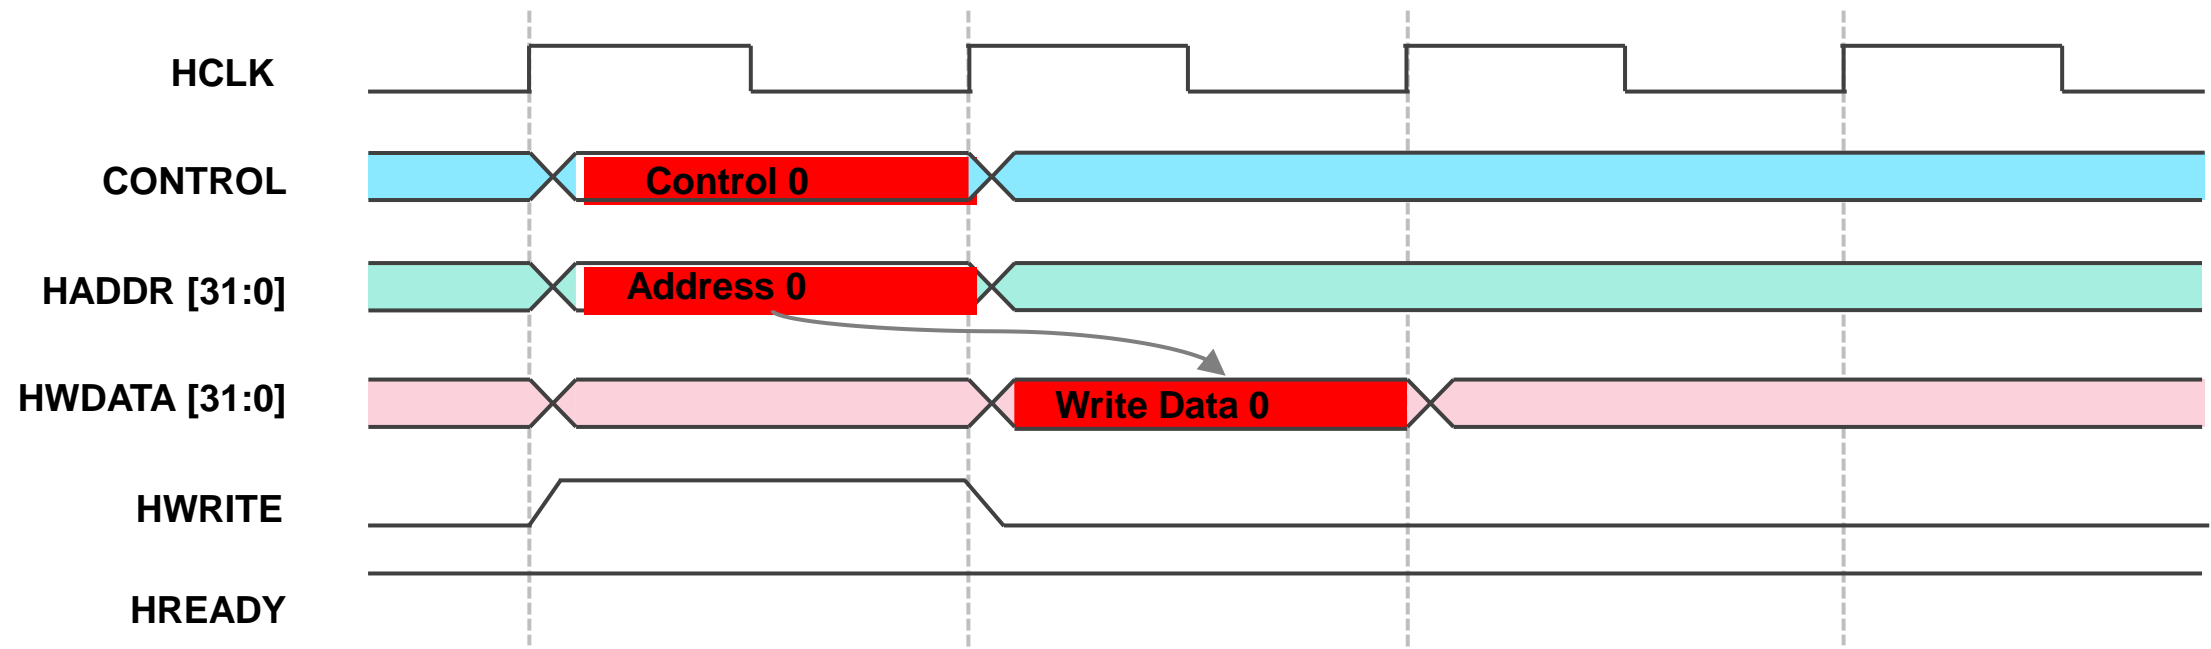 HCLK
CONTROL
Control 0
HADDR [31:0]
Address 0
HWDATA [31:0]
Write Data 0
HWRITE
HREADY